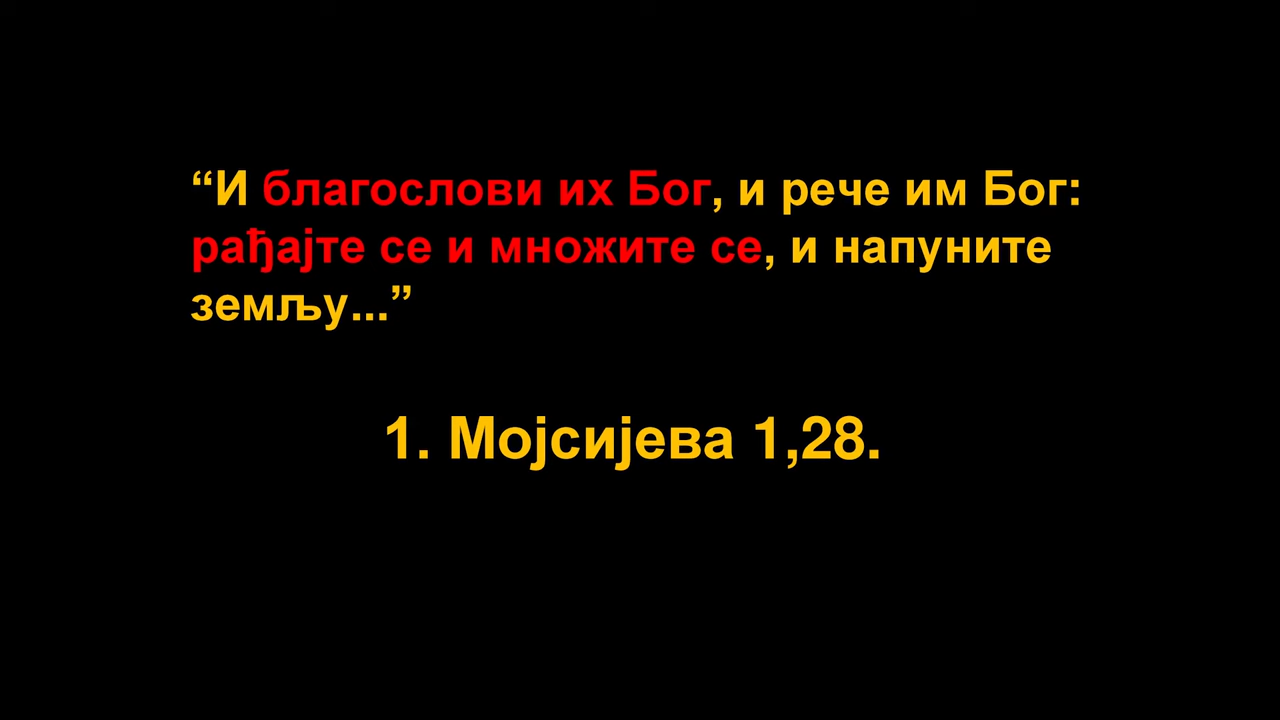 “И благослови их Бог, и рече им Бог:
рађајте се и множите се, и напуните
земљу...”
1. Мојсијева 1,28.